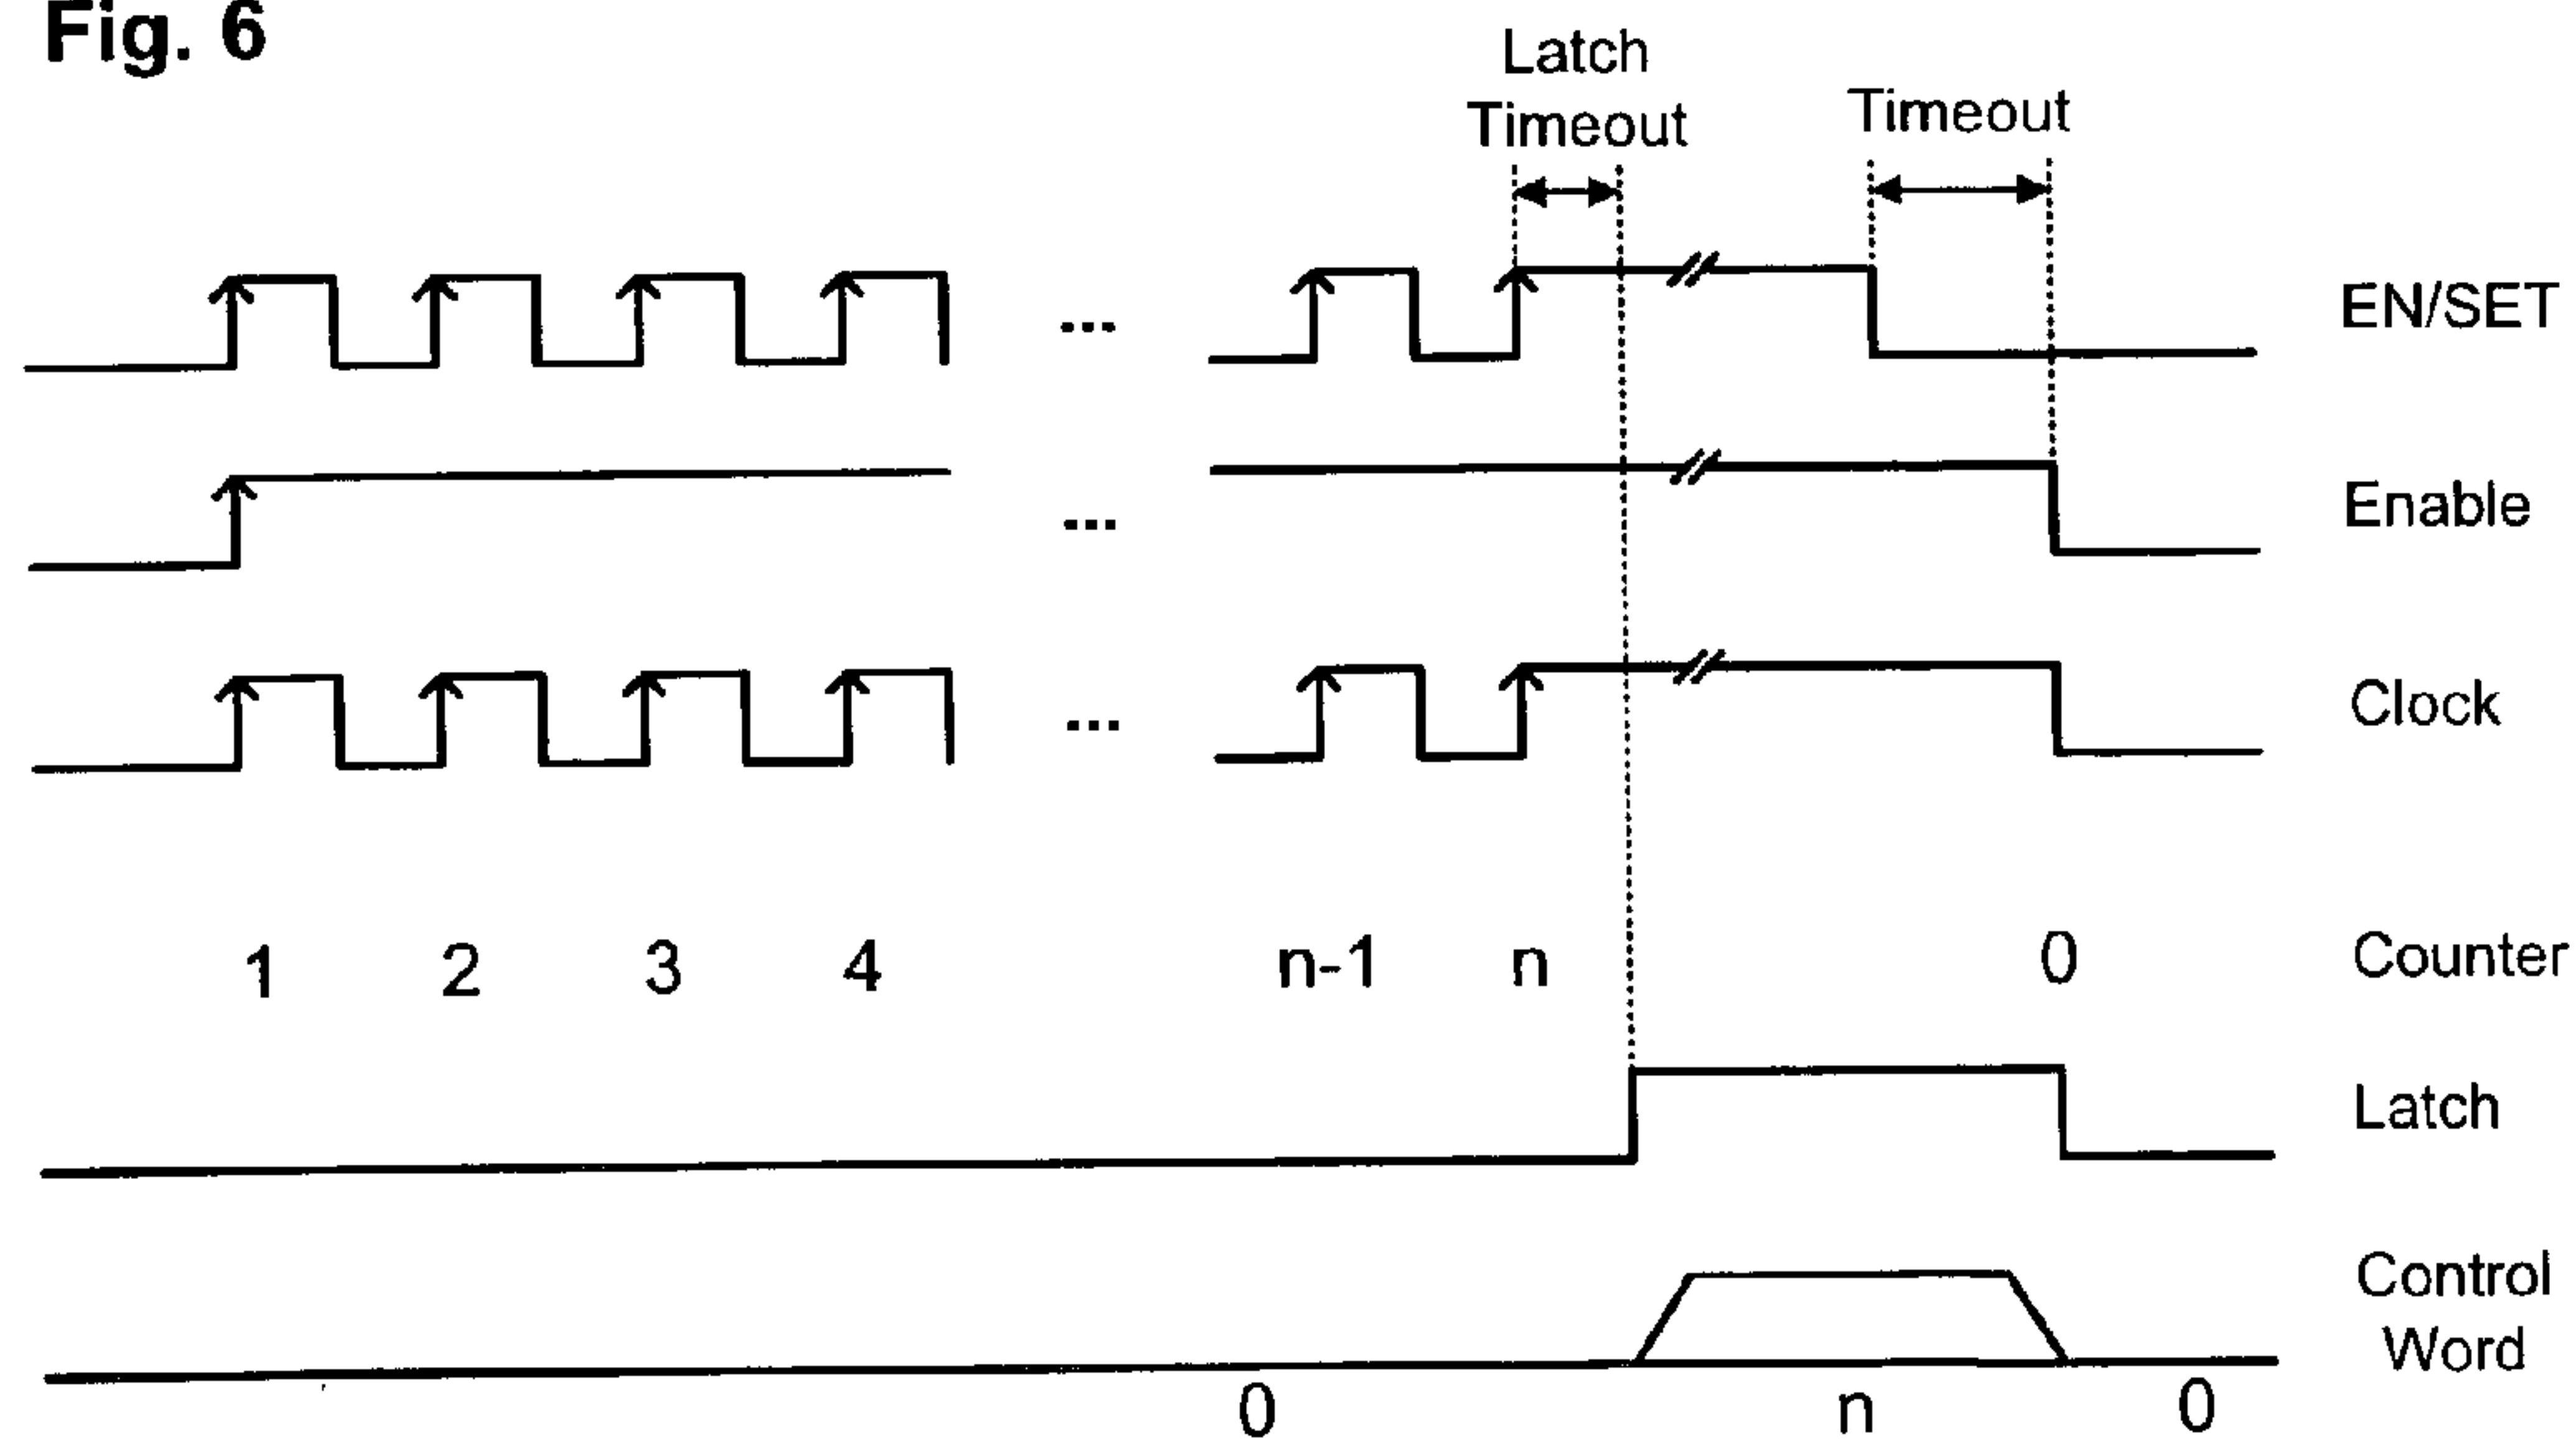 Fig. 6
Latch
Timeout
Timeout
EN/SET
...
Enable
...
Clock
...
1 2 3 4 n-1 n 0 Counter
Latch
Control
Word
0 n 0